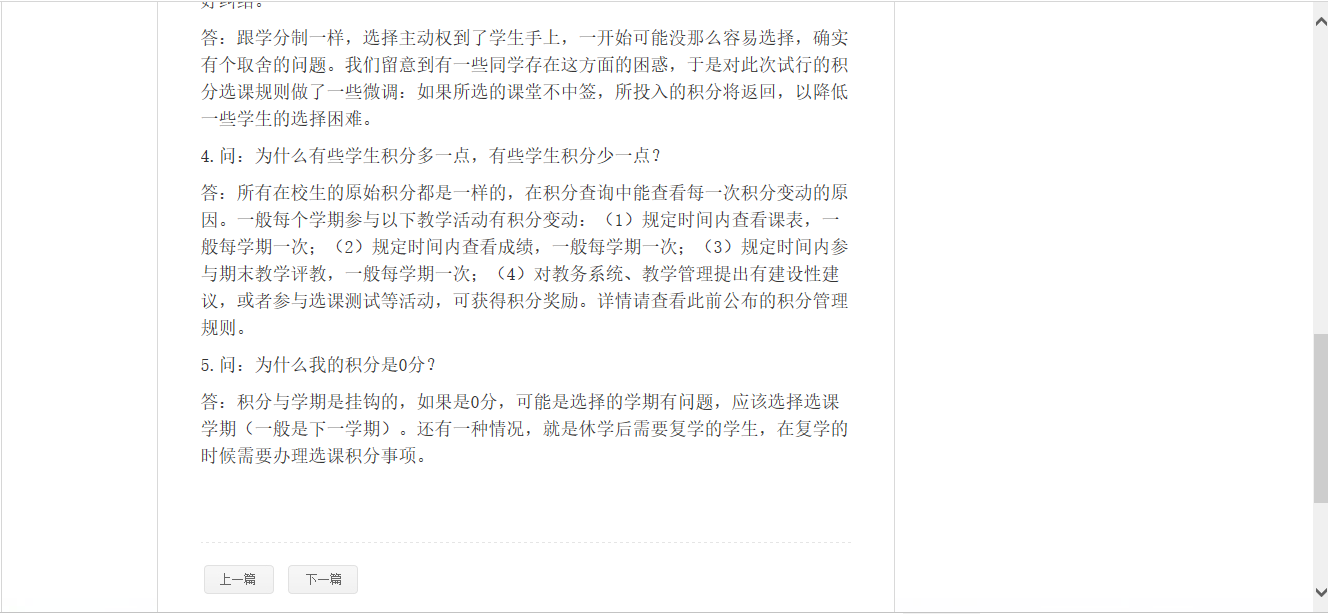 答：跟学分制一样，选择主动权到了学生手上，一开始可能没那么容易选择，确实
有个取舍的问题。我们留意到有一些同学存在这方面的困惑，于是对此次试行的积
分选课规则做了一些微调：如果所选的课堂不中签，所投入的积分将返回，以降低
一些学生的选择困难。
4.问：为什么有些学生积分多一点，有些学生积分少一点？
答：所有在校生的原始积分都是一样的，在积分查询中能查看每一次积分变动的原
因。一般每个学期参与以下教学活动有积分变动：（1）规定时间内查看课表，一
般每学期一次；（2）规定时间内查看成绩，一般每学期一次；（3）规定时间内参
与期末教学评教，一般每学期一次；（4）对教务系统、教学管理提出有建设性建
议，或者参与选课测试等活动，可获得积分奖励。详情请查看此前公布的积分管理
规则。
5.问：为什么我的积分是0分？
答：积分与学期是挂钩的，如果是0分，可能是选择的学期有问题，应该选择选课
学期（一般是下一学期）。还有一种情况，就是休学后需要复学的学生，在复学的
时候需要办理选课积分事项。
上一篇
下一篇